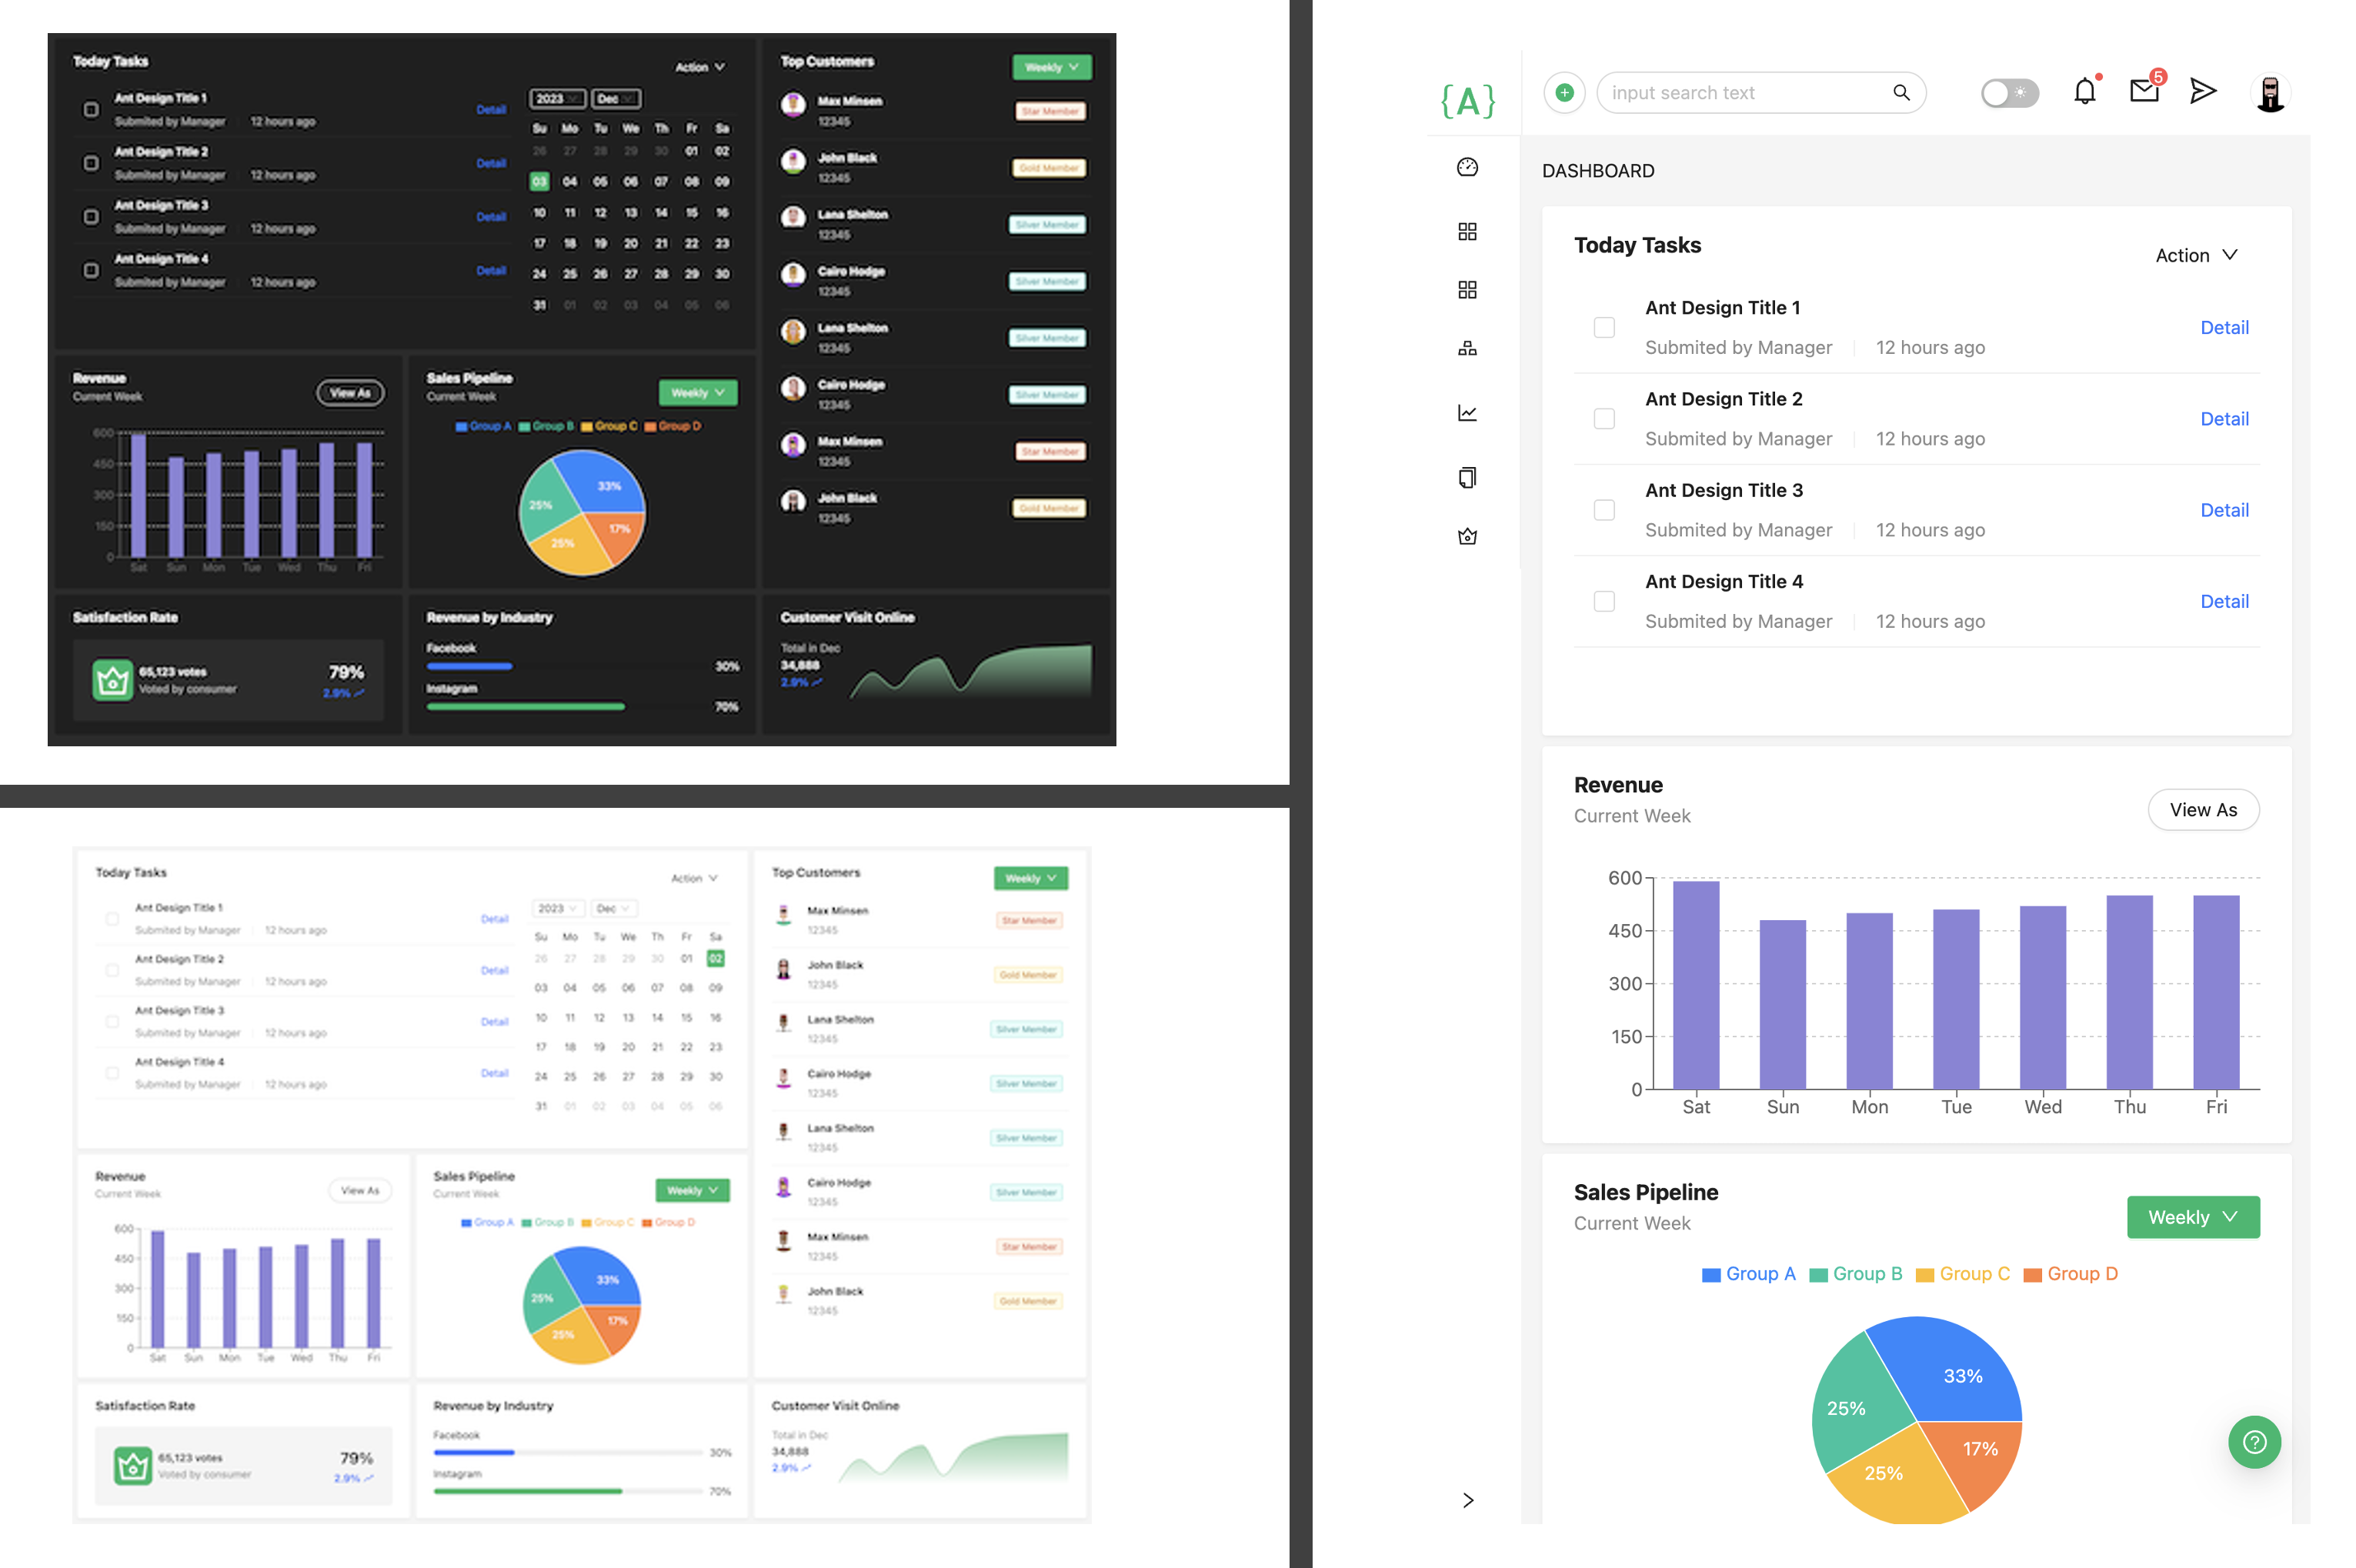 Today Tasks
Action
Ant Design Title 1
Submited by Manager 12 hours ago
Detail
Ant Design Title 2
Submited by Manager 12 hours ago
Detail
Ant Design Title 3
Submited by Manager 12 hours ago
Detail
Ant Design Title 4
Submited by Manager 12 hours ago
Detail
2023 Dec
Su Mo Tu We Th Fr Sa
26 27 28 29 30 01 02
03 04 05 06 07 08 09
10 11 12 13 14 15 16
17 18 19 20 21 22 23
24 25 26 27 28 29 30
31 01 02 03 04 05 06
Top Customers
Weekly
Max Minsen
12345
Star Member
John Black
12345
Gold Member
Lana Shelton
12345
Silver Member
Cairo Hodge
12345
Silver Member
Lana Shelton
12345
Silver Member
Cairo Hodge
12345
Silver Member
Max Minsen
12345
Star Member
John Black
12345
Gold Member
Revenue
Current Week
View As
600
450
300
150
0
Sat Sun Mon Tue Wed Thu Fri
Sales Pipeline
Current Week
Weekly
Group A Group B Group C Group D
33%
25%
17%
25%
Satisfaction Rate
65,123 votes
Voted by consumer
79%
2.9%
Revenue by Industry
Facebook
30%
Instagram
70%
Customer Visit Online
Total in Dec
34,888
2.9%
Today Tasks
Action
Ant Design Title 1
Submited by Manager 12 hours ago
Detail
Ant Design Title 2
Submited by Manager 12 hours ago
Detail
Ant Design Title 3
Submited by Manager 12 hours ago
Detail
Ant Design Title 4
Submited by Manager 12 hours ago
Detail
2023 Dec
Su Mo Tu We Th Fr Sa
26 27 28 29 30 01 02
03 04 05 06 07 08 09
10 11 12 13 14 15 16
17 18 19 20 21 22 23
24 25 26 27 28 29 30
31 01 02 03 04 05 06
Top Customers
Weekly
Max Minsen
12345
Star Member
John Black
12345
Gold Member
Lana Shelton
12345
Silver Member
Cairo Hodge
12345
Silver Member
Lana Shelton
12345
Silver Member
Cairo Hodge
12345
Silver Member
Max Minsen
12345
Star Member
John Black
12345
Gold Member
Revenue
Current Week
View As
600
450
300
150
0
Sat Sun Mon Tue Wed Thu Fri
Sales Pipeline
Current Week
Weekly
Group A Group B Group C Group D
33%
25%
17%
25%
Satisfaction Rate
65,123 votes
Voted by consumer
79%
2.9%
Revenue by Industry
Facebook
30%
Instagram
70%
Customer Visit Online
Total in Dec
34,888
2.9%
{A}
input search text
5
DASHBOARD
Today Tasks
Action
Ant Design Title 1
Submited by Manager 12 hours ago
Detail
Ant Design Title 2
Submited by Manager 12 hours ago
Detail
Ant Design Title 3
Submited by Manager 12 hours ago
Detail
Ant Design Title 4
Submited by Manager 12 hours ago
Detail
Revenue
Current Week
View As
600
450
300
150
0
Sat Sun Mon Tue Wed Thu Fri
Sales Pipeline
Current Week
Weekly
Group A Group B Group C Group D
33%
25%
17%
25%